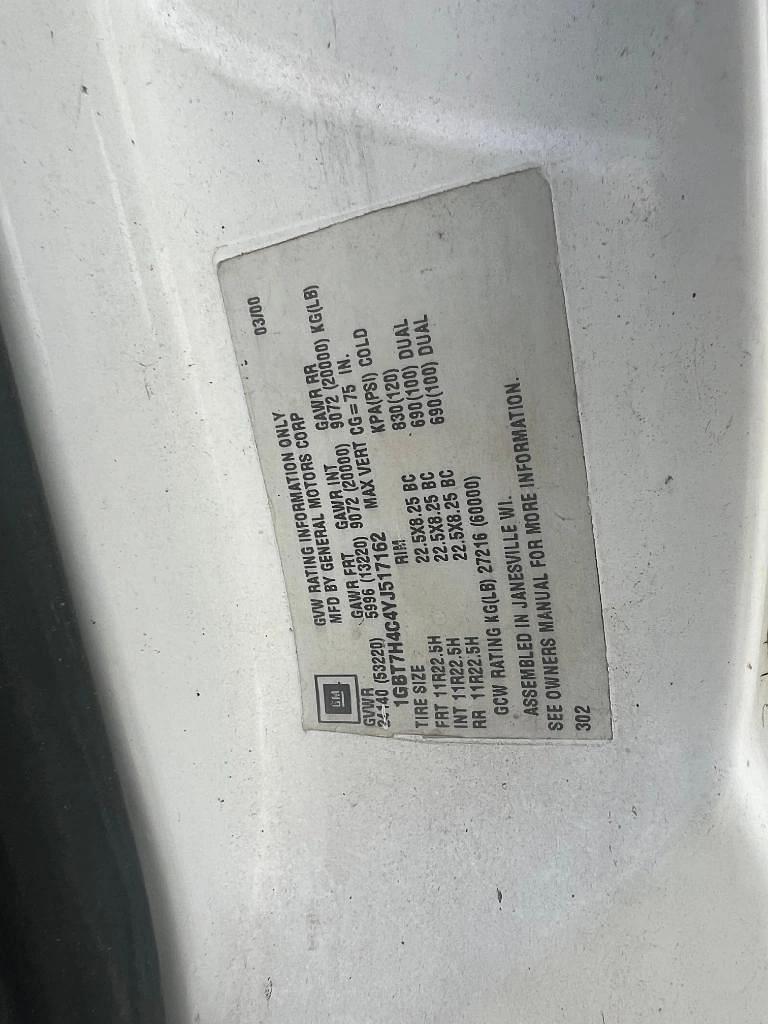 03/00
GVW RATING INFORMATION ONLY
GM MFD BY GENERAL MOTORS CORP
GVWR GAWR FRT GAWR INT GAWR RR
24140 (53220) 5996 (13220) 9072 (20000) 9072 (20000) KG(LB)
1GBT7H4C4YJ517162 MAX VERT CG=75 IN.
TIRE SIZE RIM KPA(PSI) COLD
FRT 11R22.5H 22.5X8.25 BC 830(120)
INT 11R22.5H 22.5X8.25 BC 690(100) DUAL
RR 11R22.5H 22.5X8.25 BC 690(100) DUAL
GCW RATING KG(LB) 27216 (60000)
ASSEMBLED IN JANESVILLE WI.
SEE OWNERS MANUAL FOR MORE INFORMATION.
302